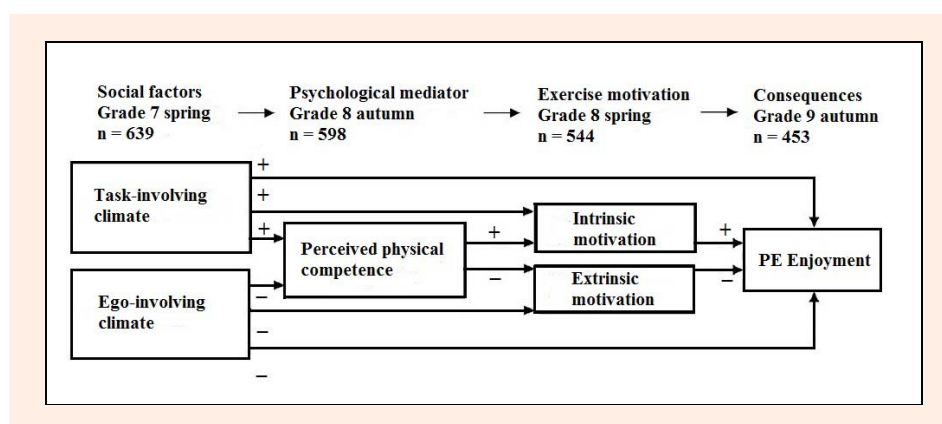 Social factors
Grade 7 spring
n = 639
Psychological mediator
Grade 8 autumn
n = 598
Exercise motivation
Grade 8 spring
n = 544
Consequences
Grade 9 autumn
n = 453
+
Task-involving
climate
+
+
Perceived physical
competence
+
−
Intrinsic
motivation
Extrinsic
motivation
+
−
PE Enjoyment
Ego-involving
climate
−
−
−